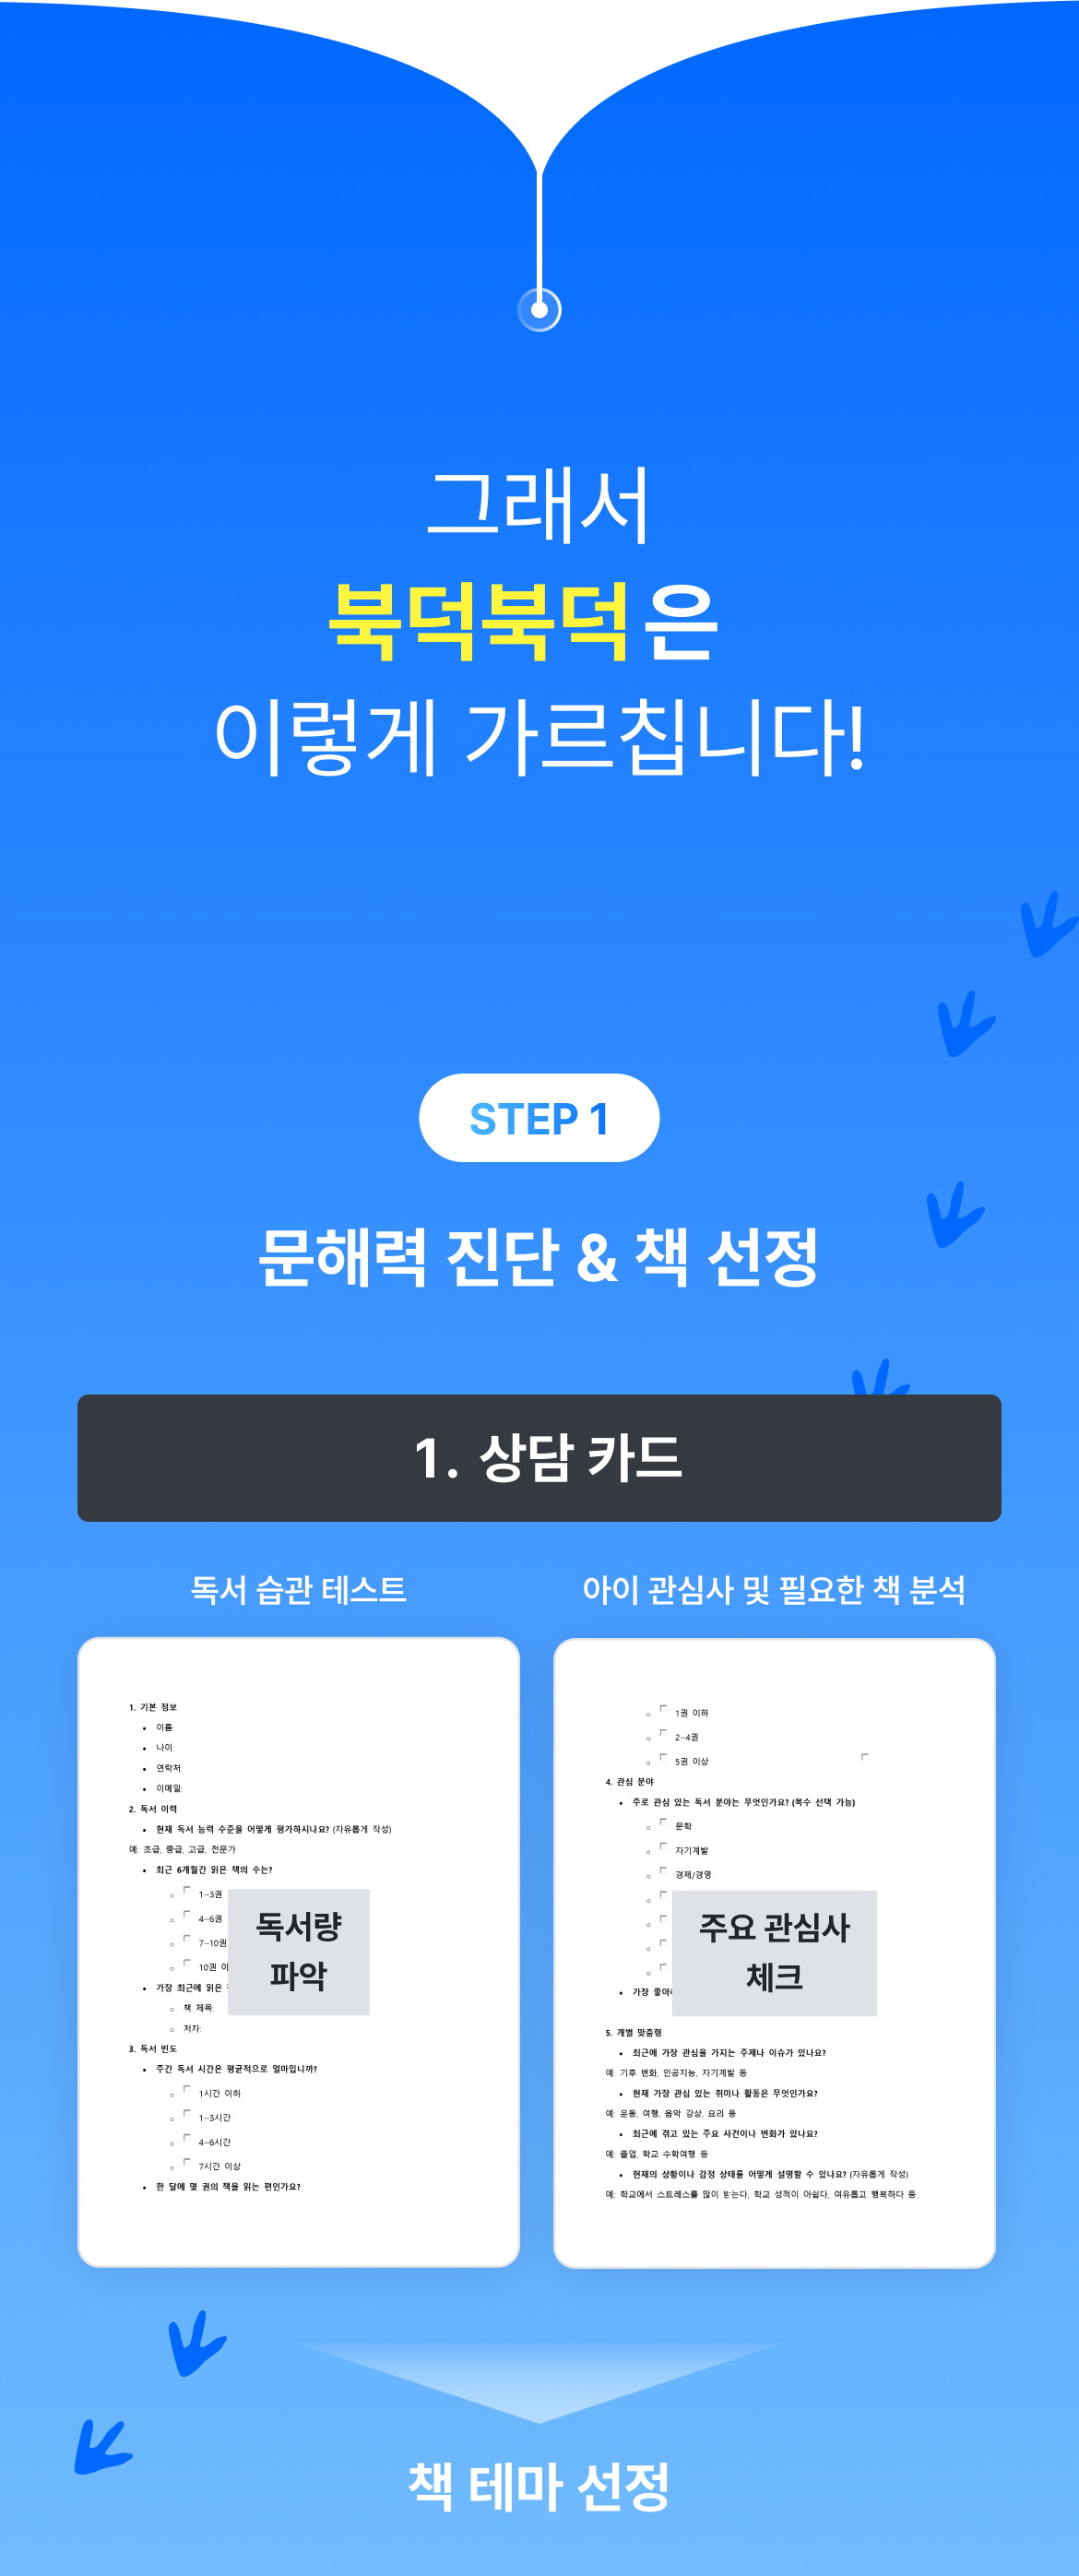 그래서
북덕북덕은
이렇게 가르칩니다!
STEP 1
문해력 진단 & 책 선정
1. 상담 카드
독서 습관 테스트
1. 기본 정보
• 이름:
• 나이:
• 연락처:
• 이메일:
2. 독서 이력
• 현재 독서 능력 수준을 어떻게 평가하시나요? (자유롭게 작성)
예: 초급, 중급, 고급, 전문가
• 최근 6개월간 읽은 책의 수는?
1-3권
4-6권
7-10권
10권 이
• 가장 최근에 읽은
책 제목:
저자:
독서량
파악
3. 독서 빈도
• 주간 독서 시간은 평균적으로 얼마입니까?
1시간 이하
1-3시간
4-6시간
7시간 이상
• 한 달에 몇 권의 책을 읽는 편인가요?
아이 관심사 및 필요한 책 분석
1권 이하
2-4권
5권 이상
4. 관심 분야
• 주로 관심 있는 독서 분야는 무엇인가요? (복수 선택 가능)
문학
자기계발
경제/경영
• 가장 좋아
주요 관심사
체크
5. 개별 맞춤형
• 최근에 가장 관심을 가지는 주제나 이슈가 있나요?
예: 기후 변화, 인공지능, 자기계발 등
• 현재 가장 관심 있는 취미나 활동은 무엇인가요?
예: 운동, 여행, 음악 감상, 요리 등
• 최근에 겪고 있는 주요 사건이나 변화가 있나요?
예: 졸업, 학교 수학여행 등
• 현재의 상황이나 감정 상태를 어떻게 설명할 수 있나요? (자유롭게 작성)
예: 학교에서 스트레스를 많이 받는다, 학교 성적이 아쉽다, 여유롭고 행복하다 등
책 테마 선정